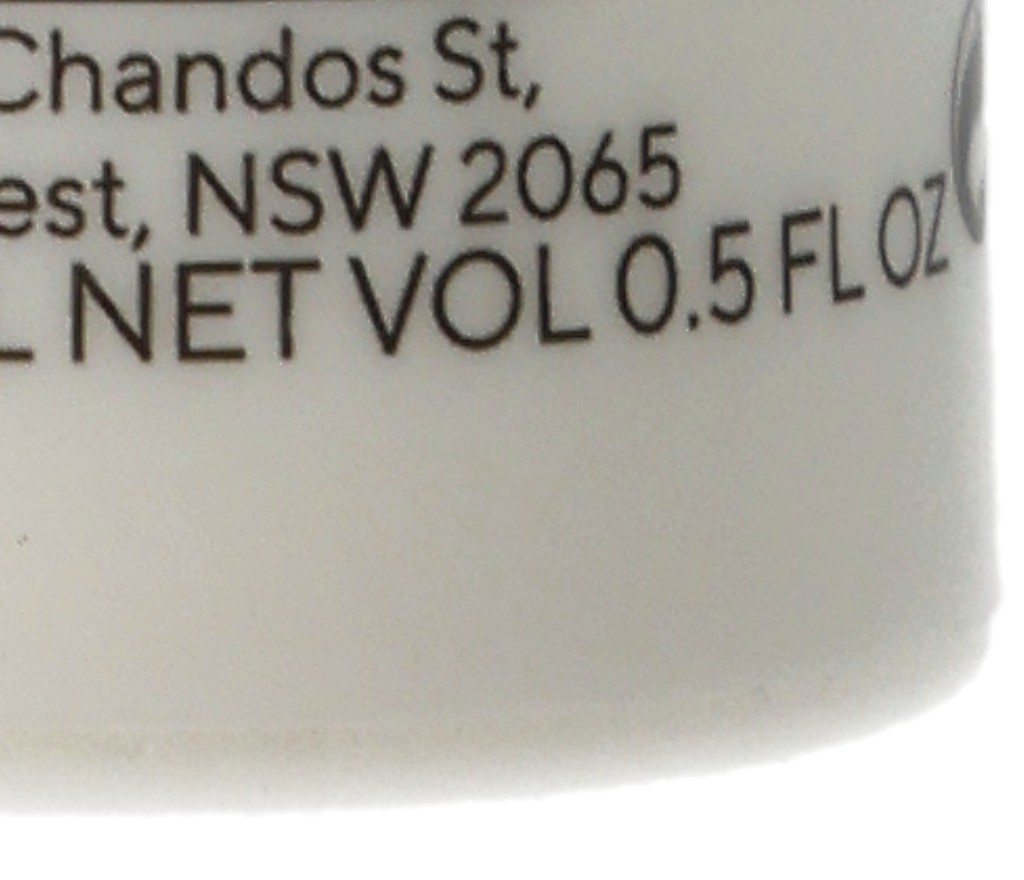 Chandos St,
est, NSW 2065
L NET VOL 0.5 FL OZ